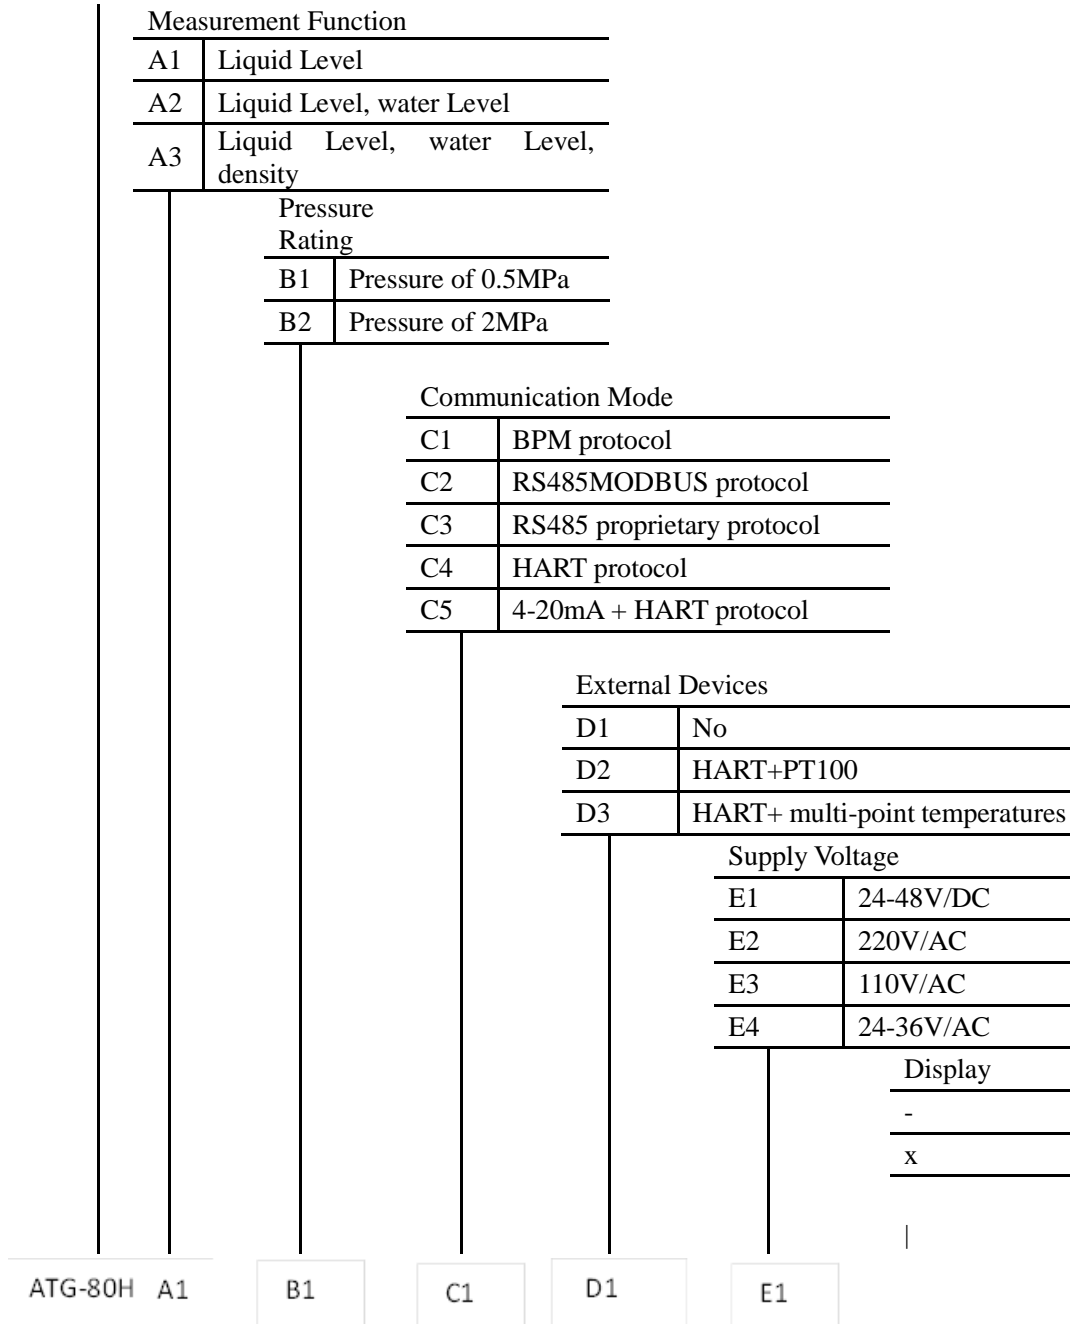 Measurement Function
A1 Liquid Level
A2 Liquid Level, water Level
A3 Liquid Level, water Level,
density
Pressure
Rating
B1 Pressure of 0.5MPa
B2 Pressure of 2MPa
Communication Mode
C1 BPM protocol
C2 RS485MODBUS protocol
C3 RS485 proprietary protocol
C4 HART protocol
C5 4-20mA + HART protocol
External Devices
D1 No
D2 HART+PT100
D3 HART+ multi-point temperatures
Supply Voltage
E1 24-48V/DC
E2 220V/AC
E3 110V/AC
E4 24-36V/AC
Display
-
x
|
ATG-80H A1 B1 C1 D1 E1